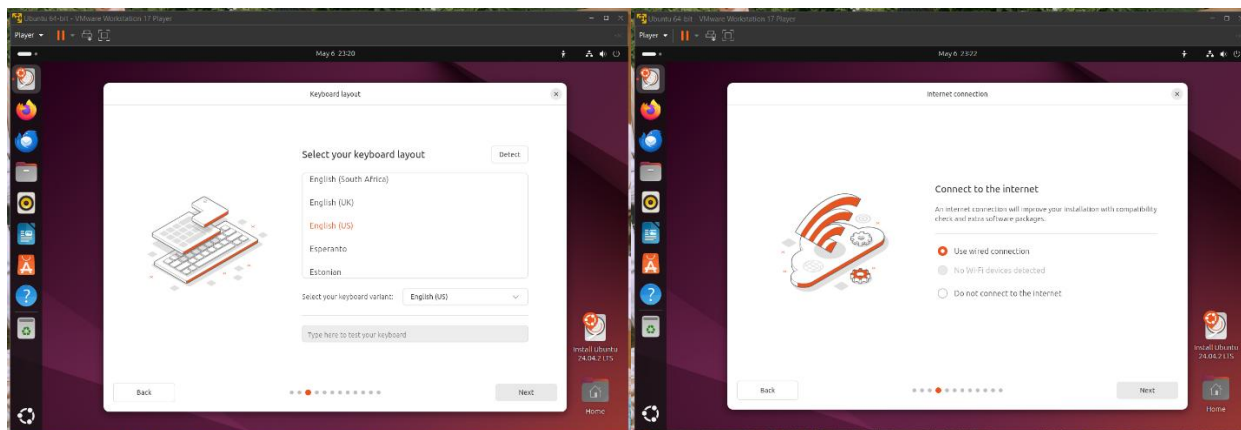 Ubuntu 64-bit - VMware Workstation 17 Player
Player
May 6 23:20
Keyboard layout
Select your keyboard layout
Detect
English (South Africa)
English (UK)
English (US)
Esperanto
Estonian
Select your keyboard variant:
English (US)
Type here to test your keyboard
Back
Next
Install Ubuntu
24.04.2 LTS
Home
Ubuntu 64-bit - VMware Workstation 17 Player
Player
May 6 23:22
Internet connection
Connect to the internet
An internet connection will improve your installation with compatibility
check and extra software packages.
Use wired connection
No Wi-Fi devices detected
Do not connect to the internet
Back
Next
Install Ubuntu
24.04.2 LTS
Home